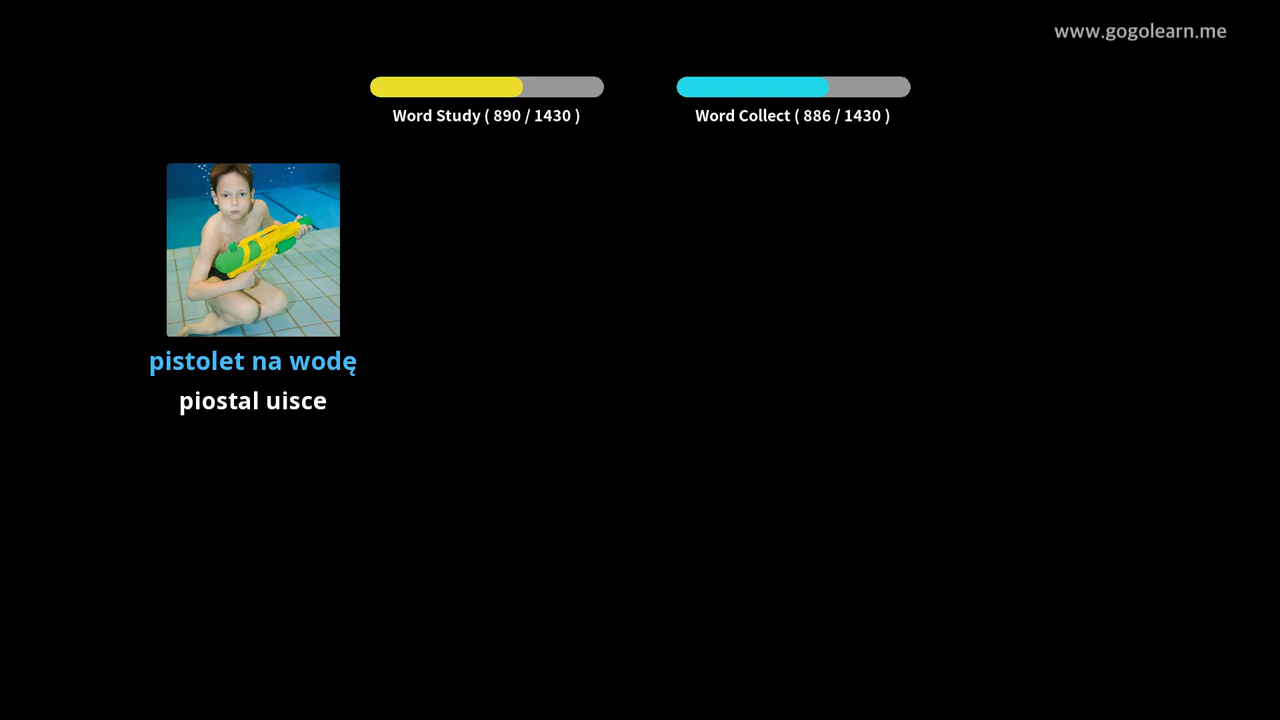 www.gogolearn.me
Word Study ( 890 / 1430 )
Word Collect ( 886 / 1430 )
pistolet na wodę
piostal uisce